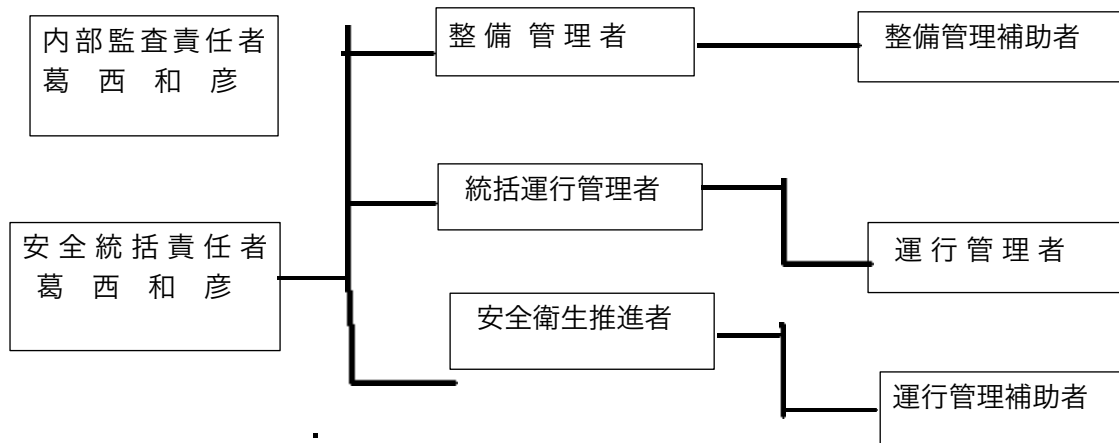 内部監査責任者
葛西和彦
整備管理者
整備管理補助者
統括運行管理者
安全統括責任者
葛西和彦
運行管理者
安全衛生推進者
運行管理補助者